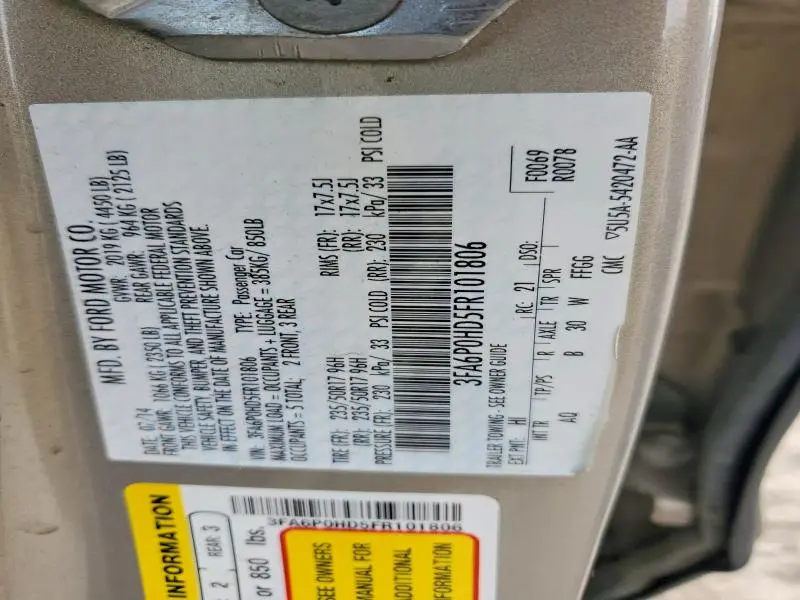 MFD. BY FORD MOTOR CO.
DATE: 07/14 GVWR: 2019 KG ( 4450 LB)
FRONT GAWR: 1066 KG ( 2351 LB) REAR GAWR: 964 KG ( 2125 LB)
THIS VEHICLE CONFORMS TO ALL APPLICABLE FEDERAL MOTOR
VEHICLE SAFETY, BUMPER, AND THEFT PREVENTION STANDARDS
IN EFFECT ON THE DATE OF MANUFACTURE SHOWN ABOVE.
VIN: 3FA6P0HD5FR101806 TYPE: Passenger Car
MAXIMUM LOAD = OCCUPANTS + LUGGAGE = 385KG/ 850LB
OCCUPANTS = 5 TOTAL; 2 FRONT, 3 REAR
TIRE (FR): 235/50R17 96H RIMS (FR): 17x7.5J
(RR): 235/50R17 96H (RR): 17x7.5J
PRESSURE (FR): 230 kPa/ 33 PSI COLD (RR): 230 kPa/ 33 PSI COLD
3FA6P0HD5FR101806
TRAILER TOWING - SEE OWNER GUIDE
EXT PNT: HI RC: 21 DSO: F0069
R0078
INTR TP/PS R AXLE TR SPR
AQ B 30 W FFGG
CMC ▽5U5A-5420472-AA
INFORMATION
2 REAR: 3
or 850 lbs.
3FA6P0HD5FR101806
SEE OWNERS
MANUAL FOR
ADDITIONAL
INFORMATION